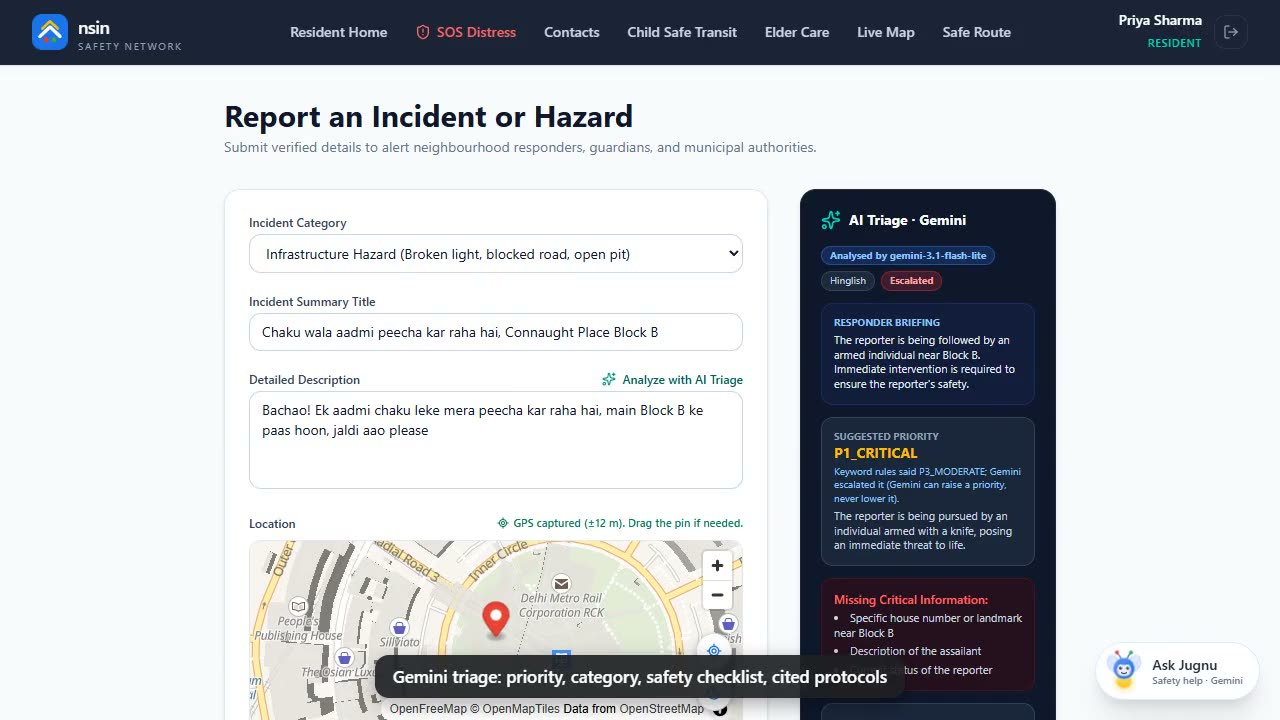 nsin
SAFETY NETWORK
Resident Home
SOS Distress
Contacts
Child Safe Transit
Elder Care
Live Map
Safe Route
Priya Sharma
RESIDENT
Report an Incident or Hazard
Submit verified details to alert neighbourhood responders, guardians, and municipal authorities.
Incident Category
Infrastructure Hazard (Broken light, blocked road, open pit)
Incident Summary Title
Chaku wala aadmi peecha kar raha hai, Connaught Place Block B
Detailed Description
Analyze with AI Triage
Bachao! Ek aadmi chaku leke mera peecha kar raha hai, main Block B ke
paas hoon, jaldi aao please
Location
GPS captured (±12 m). Drag the pin if needed.
Outer
Radial Road 3
Inner Circle
Delhi Metro Rail
Corporation RCK
People's
Publishing House
Sillviato
The Osian Luxu
OpenFreeMap © OpenMapTiles Data from OpenStreetMap
AI Triage · Gemini
Analysed by gemini-3.1-flash-lite
Hinglish
Escalated
RESPONDER BRIEFING
The reporter is being followed by an
armed individual near Block B.
Immediate intervention is required to
ensure the reporter's safety.
SUGGESTED PRIORITY
P1_CRITICAL
Keyword rules said P3_MODERATE; Gemini
escalated it (Gemini can raise a priority,
never lower it).
The reporter is being pursued by an
individual armed with a knife, posing
an immediate threat to life.
Missing Critical Information:
• Specific house number or landmark
near Block B
• Description of the assailant
of the reporter
Gemini triage: priority, category, safety checklist, cited protocols
Ask Jugnu
Safety help · Gemini